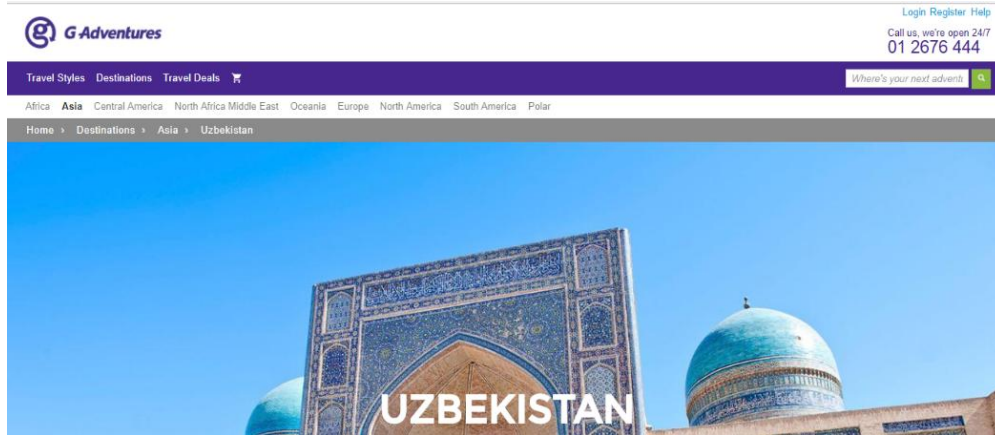 Login Register Help
g G Adventures
Call us, we're open 24/7
01 2676 444
Travel Styles Destinations Travel Deals
Where's your next adventu
Africa Asia Central America North Africa Middle East Oceania Europe North America South America Polar
Home › Destinations › Asia › Uzbekistan
UZBEKISTAN